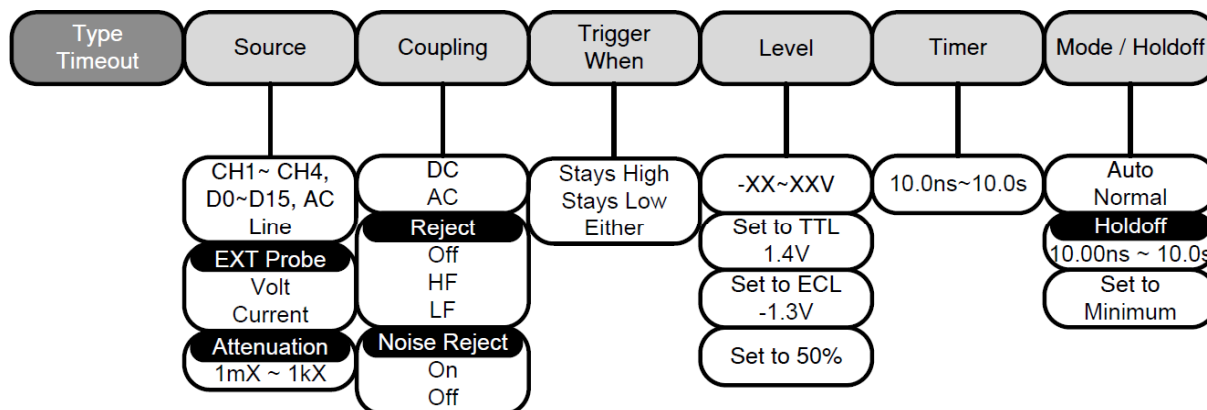 Type
Timeout
Source
Coupling
Trigger
When
Level
Timer
Mode / Holdoff
CH1~ CH4,
D0~D15, AC
Line
EXT Probe
Volt
Current
Attenuation
1mX ~ 1kX
DC
AC
Reject
Off
HF
LF
Noise Reject
On
Off
Stays High
Stays Low
Either
-XX~XXV
Set to TTL
1.4V
Set to ECL
-1.3V
Set to 50%
10.0ns~10.0s
Auto
Normal
Holdoff
10.00ns ~ 10.0s
Set to
Minimum